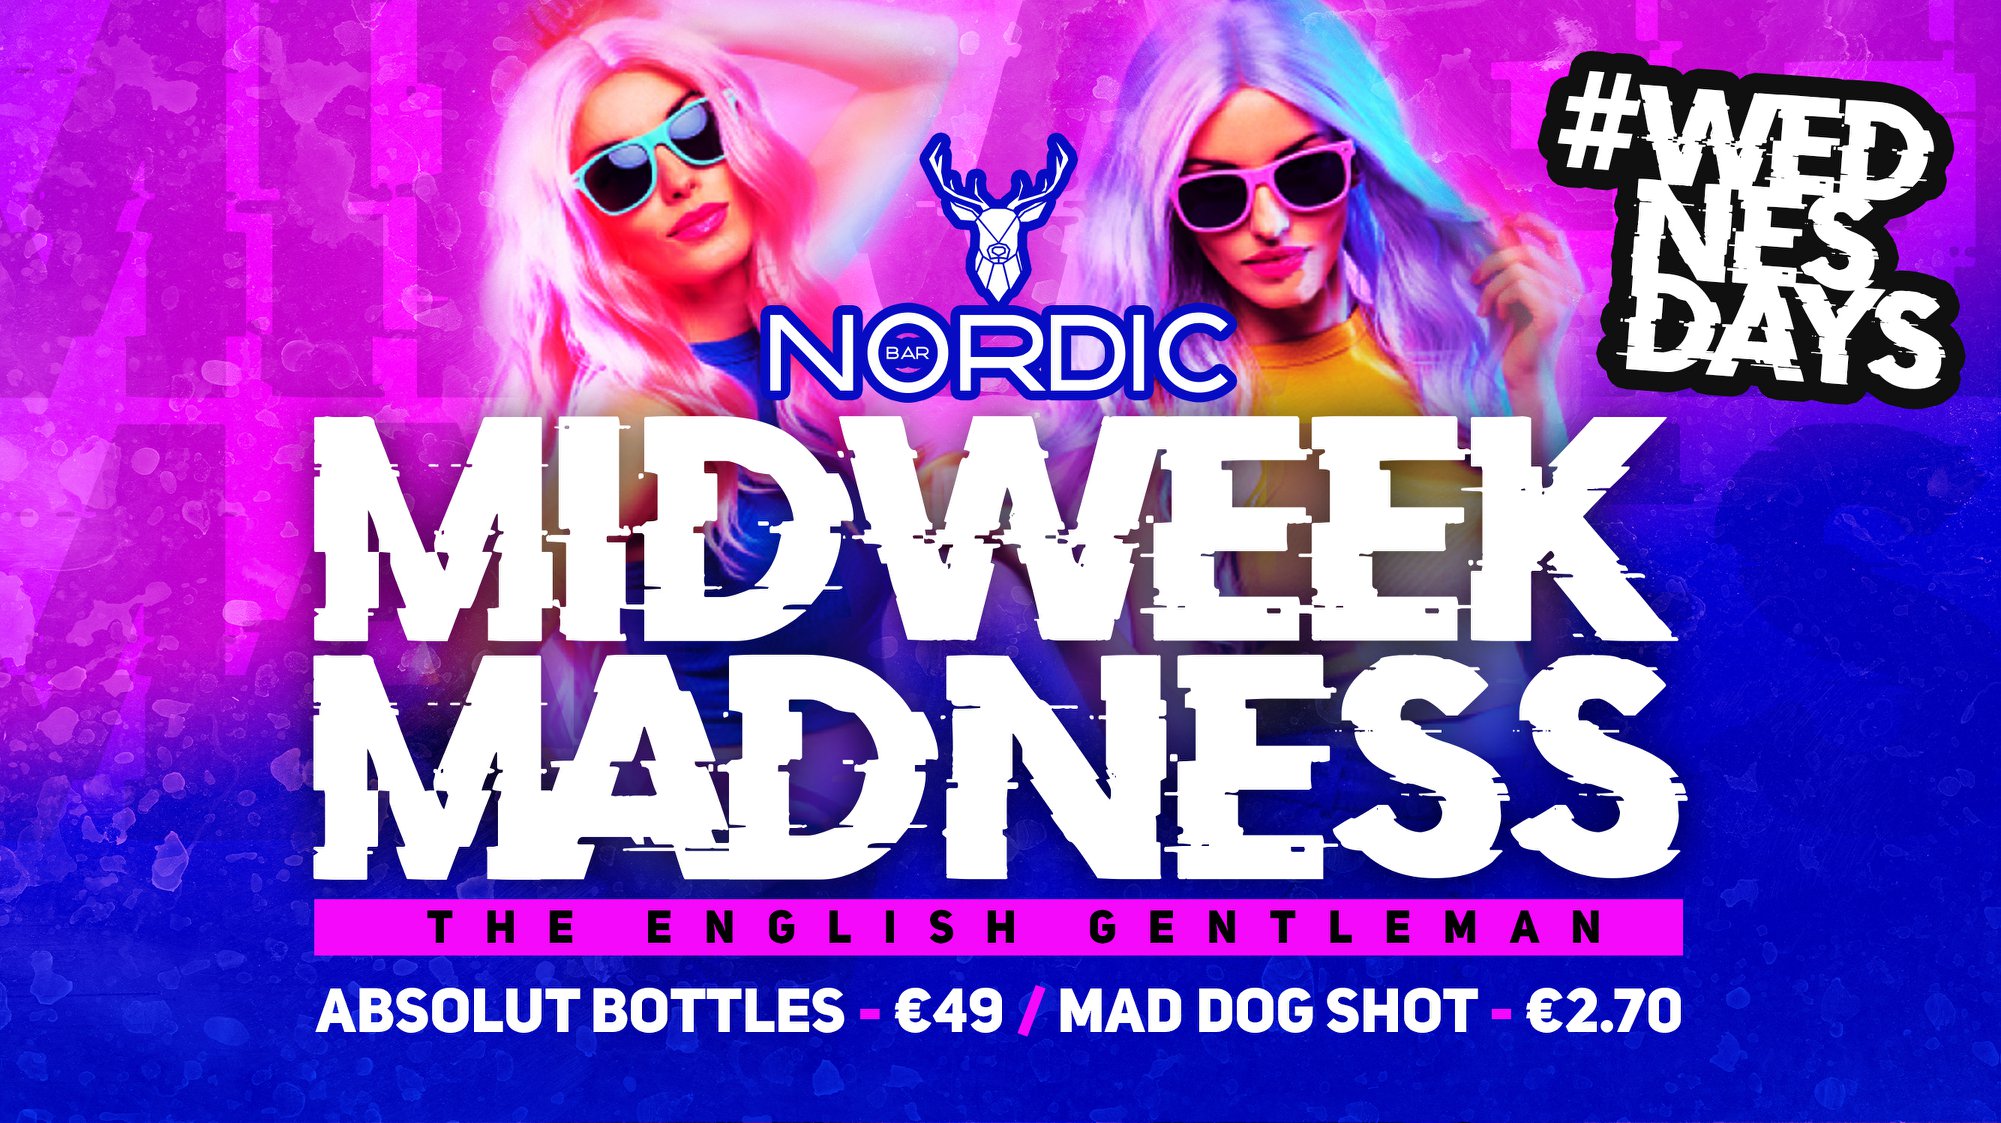 #WED
NES
DAYS
NORDIC
BAR
MIDWEEK
MADNESS
THE ENGLISH GENTLEMAN
ABSOLUT BOTTLES - €49 / MAD DOG SHOT - €2.70